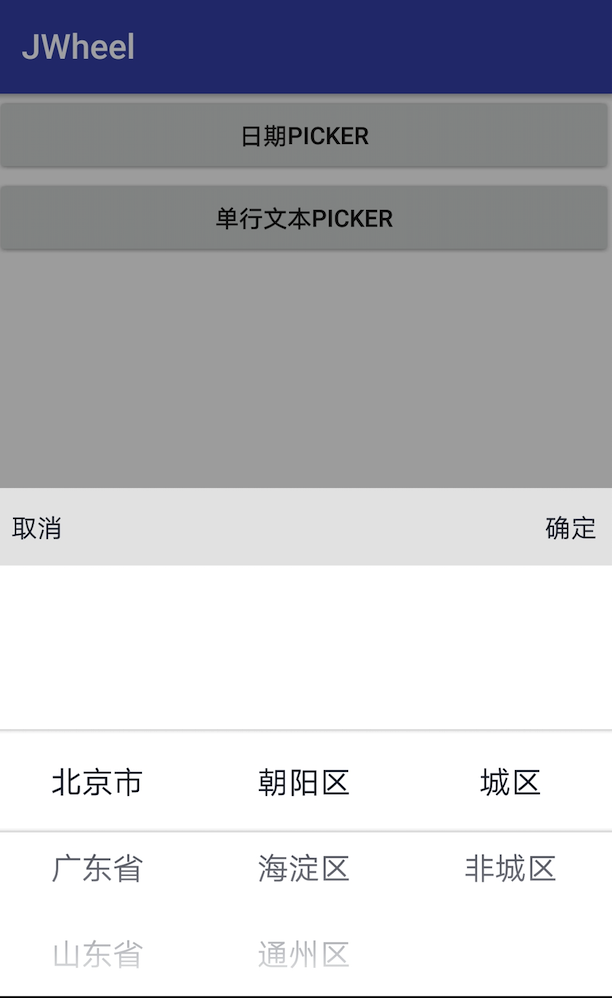 JWheel
日期PICKER
单行文本PICKER
取消 确定
北京市 朝阳区 城区
广东省 海淀区 非城区
山东省 通州区